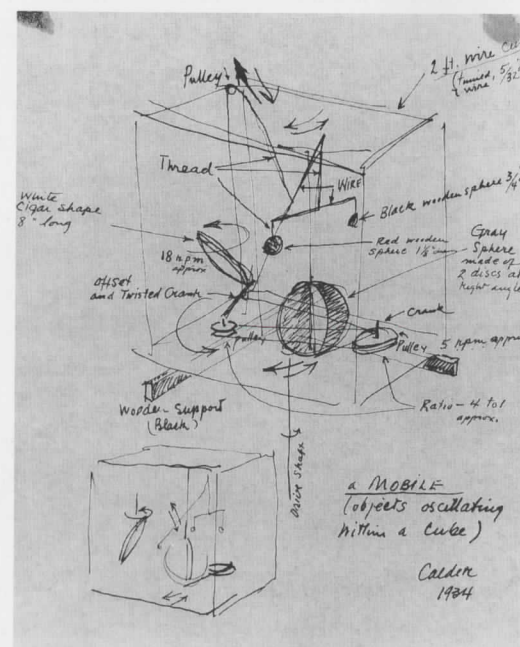 Pulley
2 ft. wire
(tinned, 5/32"
wire
Thread
WIRE
White
Cigar shape
8" long
Black wooden sphere 3/4
18 rpm
approx
Red wooden
sphere 1 1/8"
Gray
Sphere
made of
2 discs at
right angle
offset
and Twisted Crank
Crank
Pulley
Pulley
5 rpm approx
Wooden Support
(Black)
Ratio - 4 to 1
approx.
Drive Shaft
a MOBILE
(objects oscillating
within a Cube)
Calder
1934